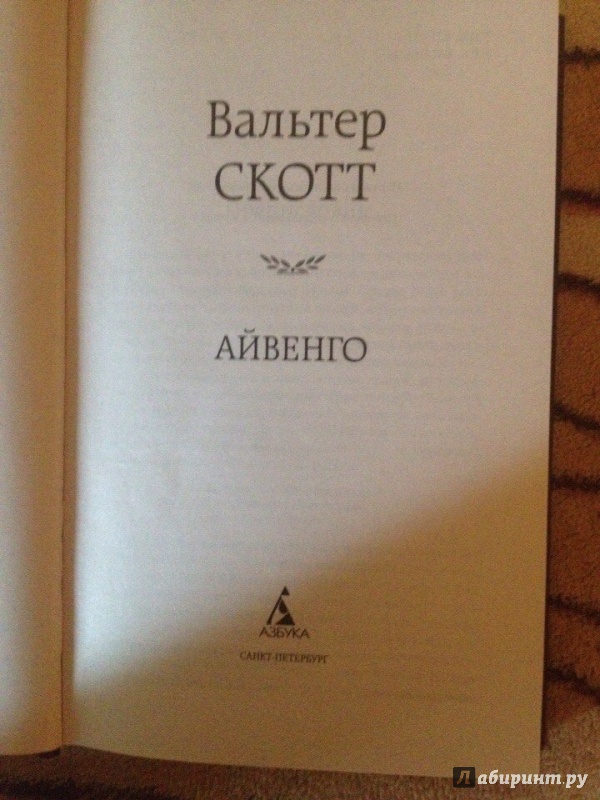 Вальтер
СКОТТ
АЙВЕНГО
АЗБУКА
САНКТ-ПЕТЕРБУРГ
Лабиринт.ру